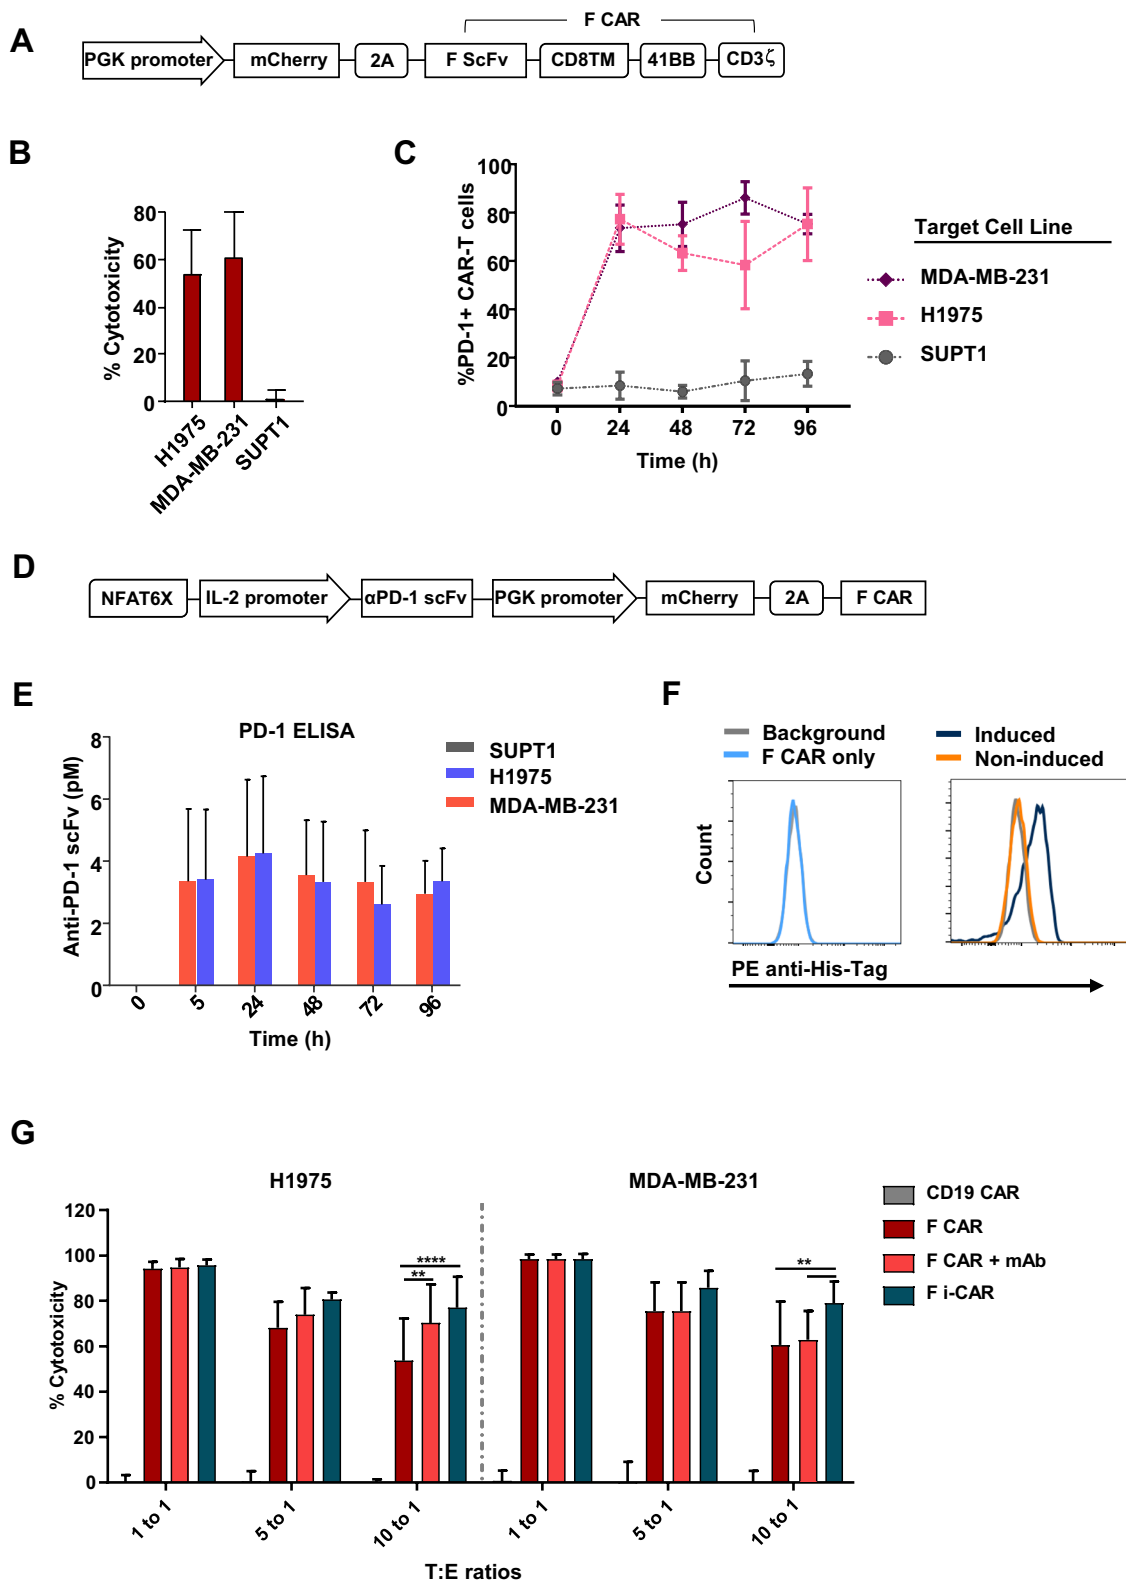 A
F CAR
PGK promoter
mCherry
2A
F ScFv
CD8TM
41BB
CD3ζ
B
% Cytotoxicity
80
60
40
20
0
H1975
MDA-MB-231
SUPT1
C
%PD-1+ CAR-T cells
100
80
60
40
20
0
0 24 48 72 96
Time (h)
Target Cell Line
MDA-MB-231
H1975
SUPT1
D
NFAT6X
IL-2 promoter
αPD-1 scFv
PGK promoter
mCherry
2A
F CAR
E
PD-1 ELISA
Anti-PD-1 scFv (pM)
8
6
4
2
0
0 5 24 48 72 96
Time (h)
SUPT1
H1975
MDA-MB-231
F
Background
F CAR only
Induced
Non-induced
Count
PE anti-His-Tag
G
H1975
MDA-MB-231
% Cytotoxicity
120
100
80
60
40
20
0
****
**
**
1 to 1
5 to 1
10 to 1
1 to 1
5 to 1
10 to 1
T:E ratios
CD19 CAR
F CAR
F CAR + mAb
F i-CAR